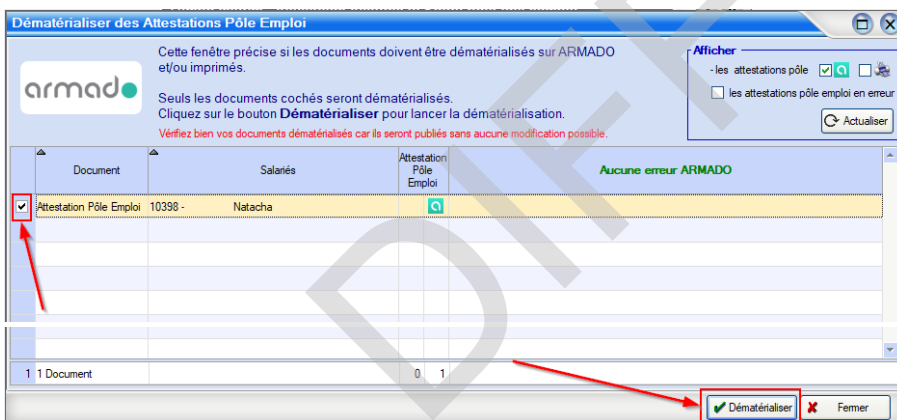 Dématérialiser des Attestations Pôle Emploi
armado
Cette fenêtre précise si les documents doivent être dématérialisés sur ARMADO
et/ou imprimés.
Seuls les documents cochés seront dématérialisés.
Cliquez sur le bouton Dématérialiser pour lancer la dématérialisation.
Vérifiez bien vos documents dématérialisés car ils seront publiés sans aucune modification possible.
Afficher
- les attestations pôle
les attestations pôle emploi en erreur
Actualiser
Document
Salariés
Attestation
Pôle
Emploi
Aucune erreur ARMADO
Attestation Pôle Emploi 10398 - Natacha
1 1 Document 0 1
Dématérialiser
Fermer
DIFF